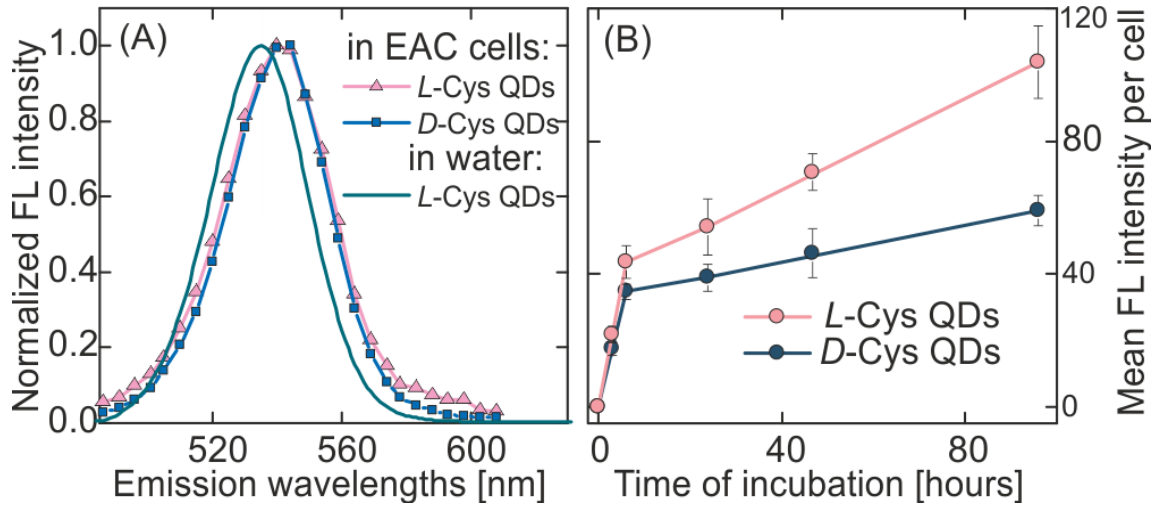 (A)
Normalized FL intensity
1.0
0.8
0.6
0.4
0.2
0.0
in EAC cells:
L-Cys QDs
D-Cys QDs
in water:
L-Cys QDs
520 560 600
Emission wavelengths [nm]
(B)
120
80
40
0
Mean FL intensity per cell
L-Cys QDs
D-Cys QDs
0 40 80
Time of incubation [hours]